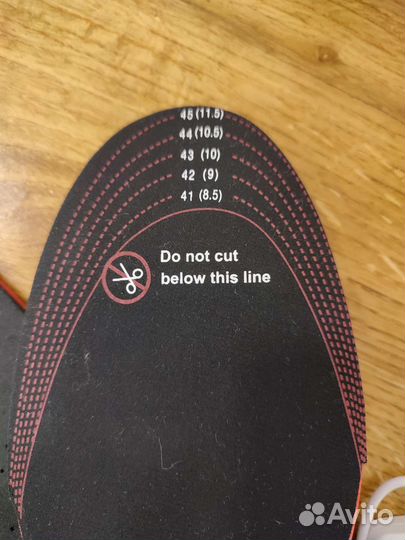 45 (11.5)
44 (10.5)
43 (10)
42 (9)
41 (8.5)
Do not cut
below this line
Avito